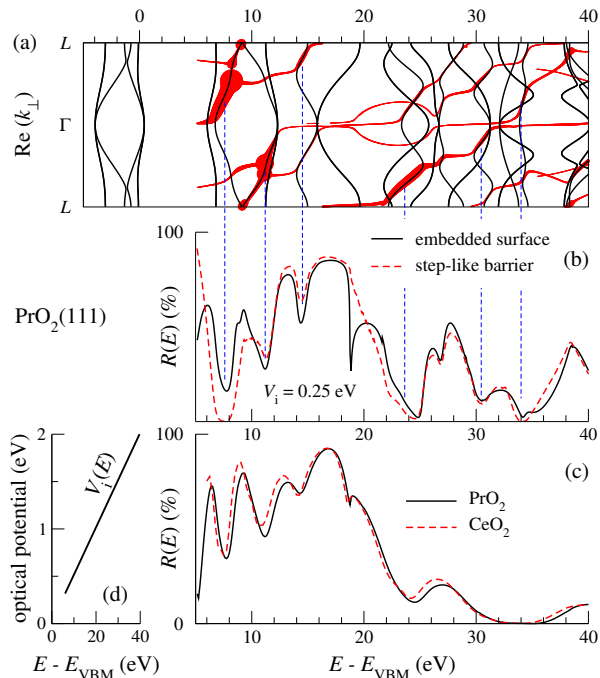 0 10 20 30 40
(a)
L
Γ
L
Re (k⊥)
100
embedded surface
step-like barrier
(b)
PrO2(111)
R(E) (%)
Vi = 0.25 eV
0 10 20 30 40
2
1
0
optical potential (eV)
Vi(E)
(d)
0 20 40
E - EVBM (eV)
100
R(E) (%)
0
PrO2
CeO2
(c)
10 20 30 40
E - EVBM (eV)